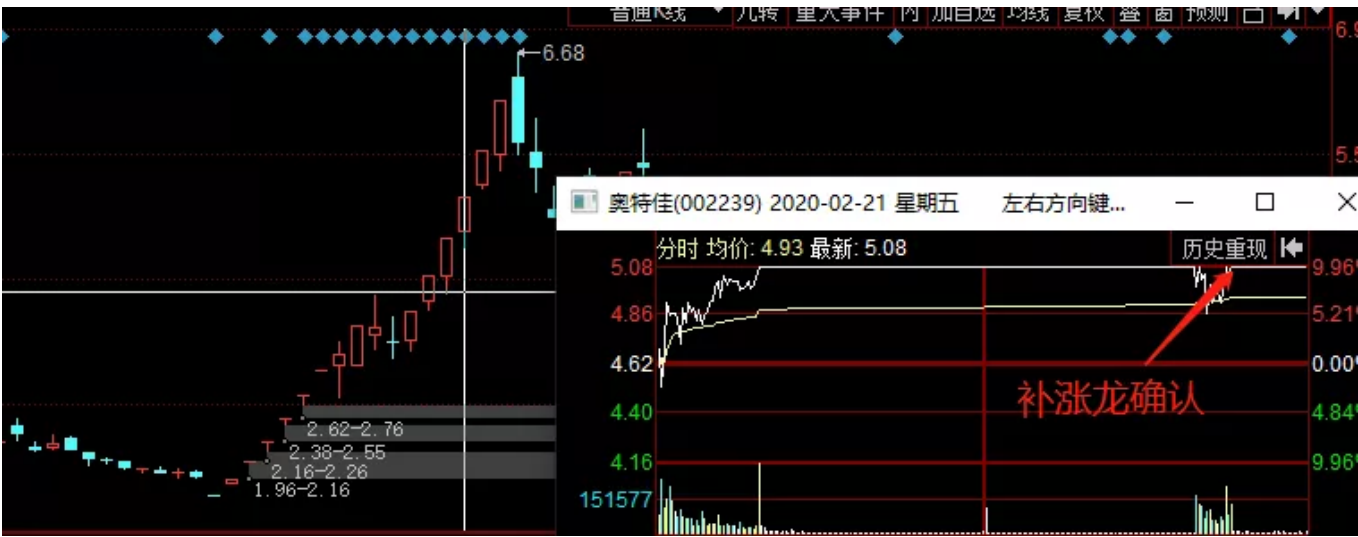 普通K线 九转 重大事件 内 加自选 均线 复权 叠 窗 预测
6.68
奥特佳(002239) 2020-02-21 星期五 左右方向键...
分时 均价: 4.93 最新: 5.08 历史重现
5.08 9.96%
4.86 5.21%
4.62 0.00%
补涨龙确认
4.40 4.84%
4.16 9.96%
151577
2.62-2.76
2.38-2.55
2.16-2.26
1.96-2.16